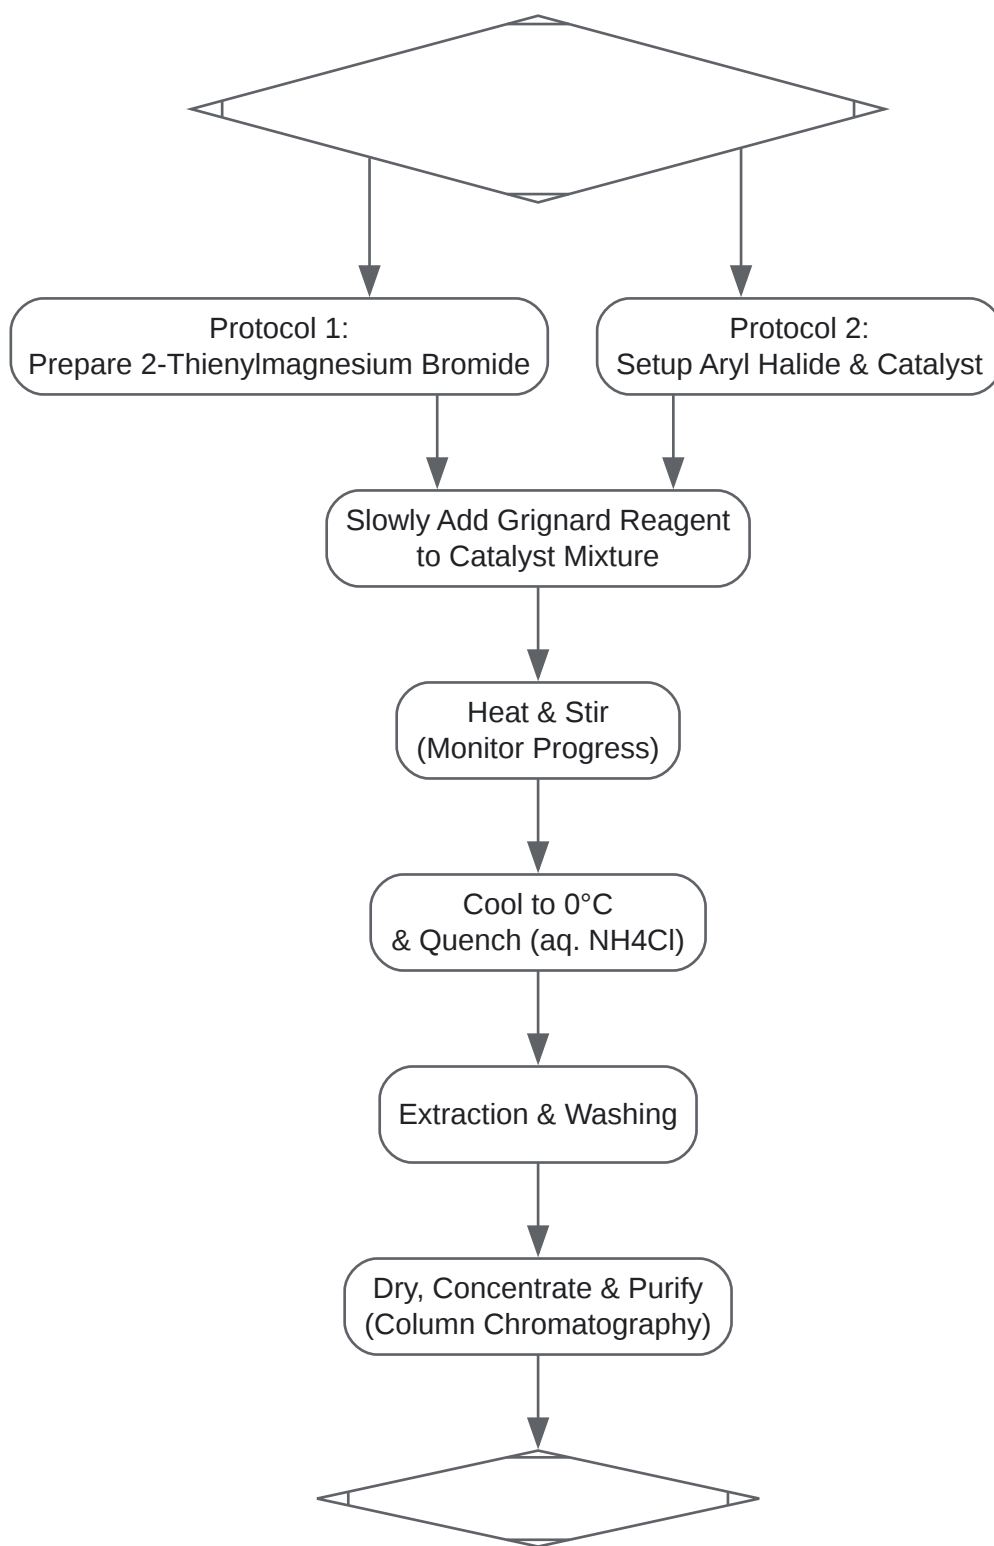 Protocol 1:
Prepare 2-Thienylmagnesium Bromide
Protocol 2:
Setup Aryl Halide & Catalyst
Slowly Add Grignard Reagent
to Catalyst Mixture
Heat & Stir
(Monitor Progress)
Cool to 0°C
& Quench (aq. NH4Cl)
Extraction & Washing
Dry, Concentrate & Purify
(Column Chromatography)